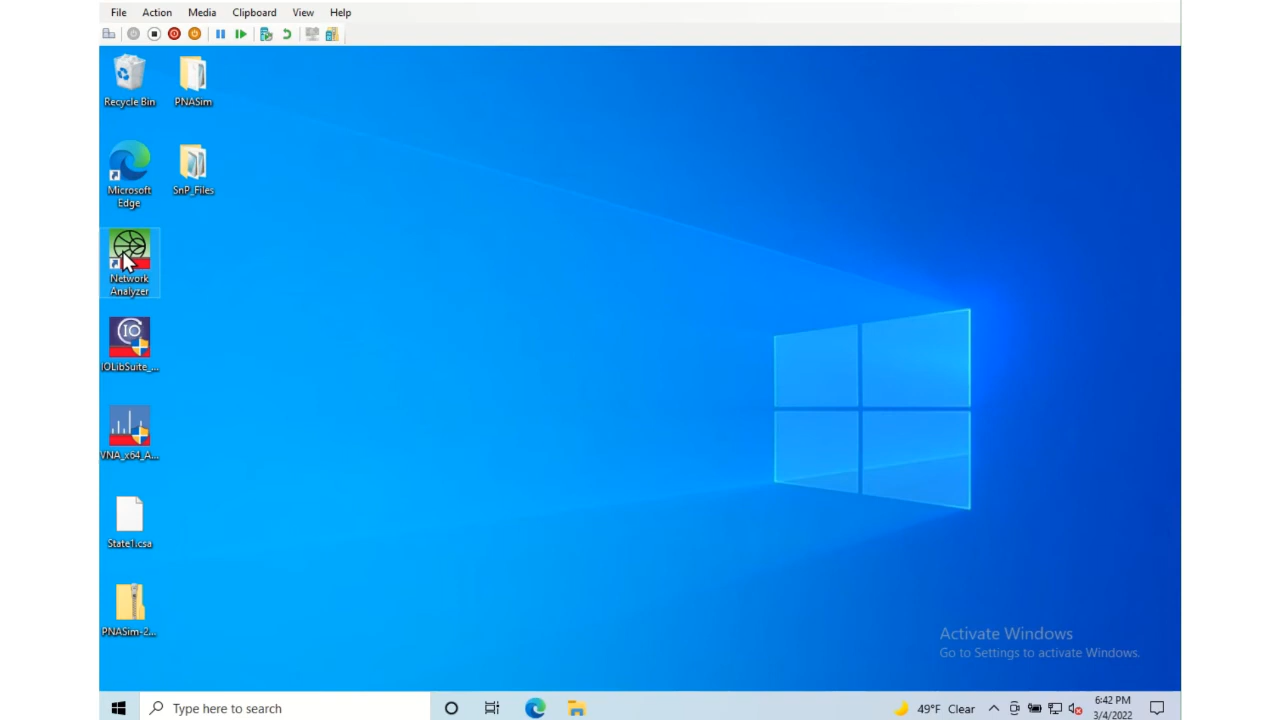 File Action Media Clipboard View Help
Recycle Bin
PNASim
Microsoft
Edge
SnP_Files
Network
Analyzer
IO
IOLibSuite_...
VNA_x64_A...
State1.csa
PNASim-2...
Activate Windows
Go to Settings to activate Windows.
Type here to search
49°F Clear
6:42 PM
3/4/2022